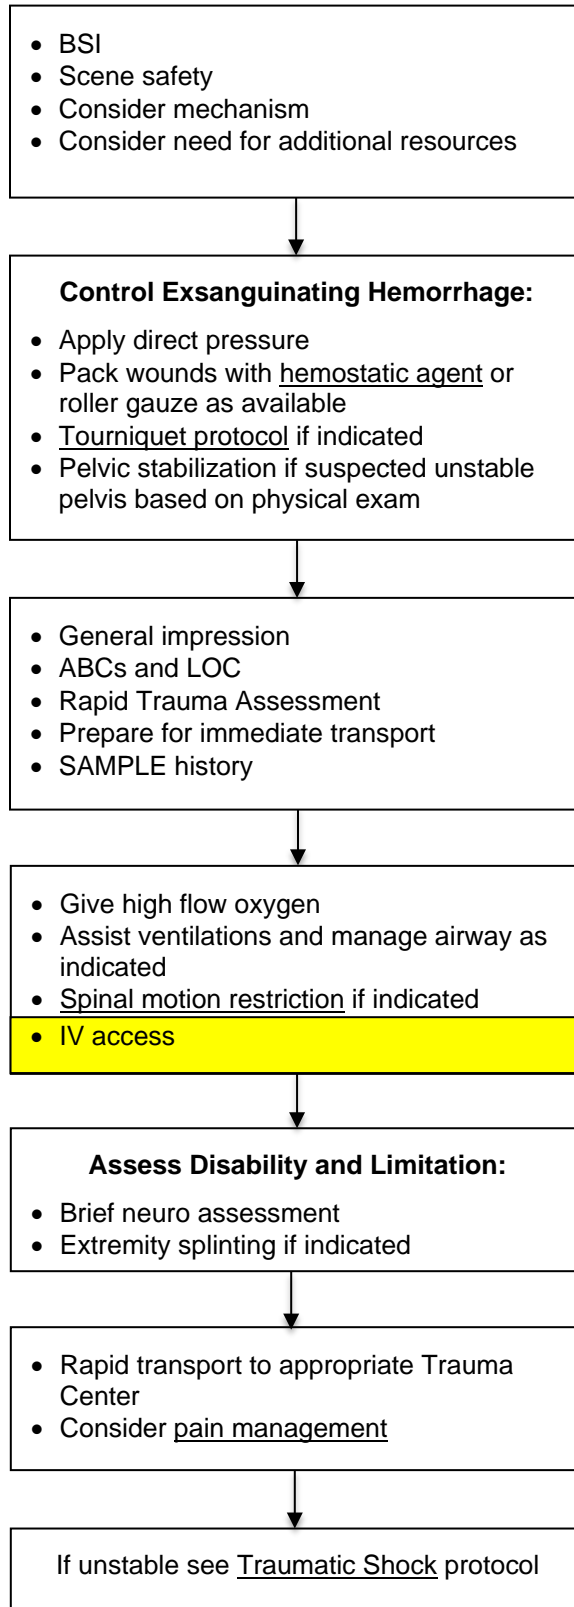 • BSI
• Scene safety
• Consider mechanism
• Consider need for additional resources
Control Exsanguinating Hemorrhage:
• Apply direct pressure
• Pack wounds with hemostatic agent or
roller gauze as available
• Tourniquet protocol if indicated
• Pelvic stabilization if suspected unstable
pelvis based on physical exam
• General impression
• ABCs and LOC
• Rapid Trauma Assessment
• Prepare for immediate transport
• SAMPLE history
• Give high flow oxygen
• Assist ventilations and manage airway as
indicated
• Spinal motion restriction if indicated
• IV access
Assess Disability and Limitation:
• Brief neuro assessment
• Extremity splinting if indicated
• Rapid transport to appropriate Trauma
Center
• Consider pain management
If unstable see Traumatic Shock protocol